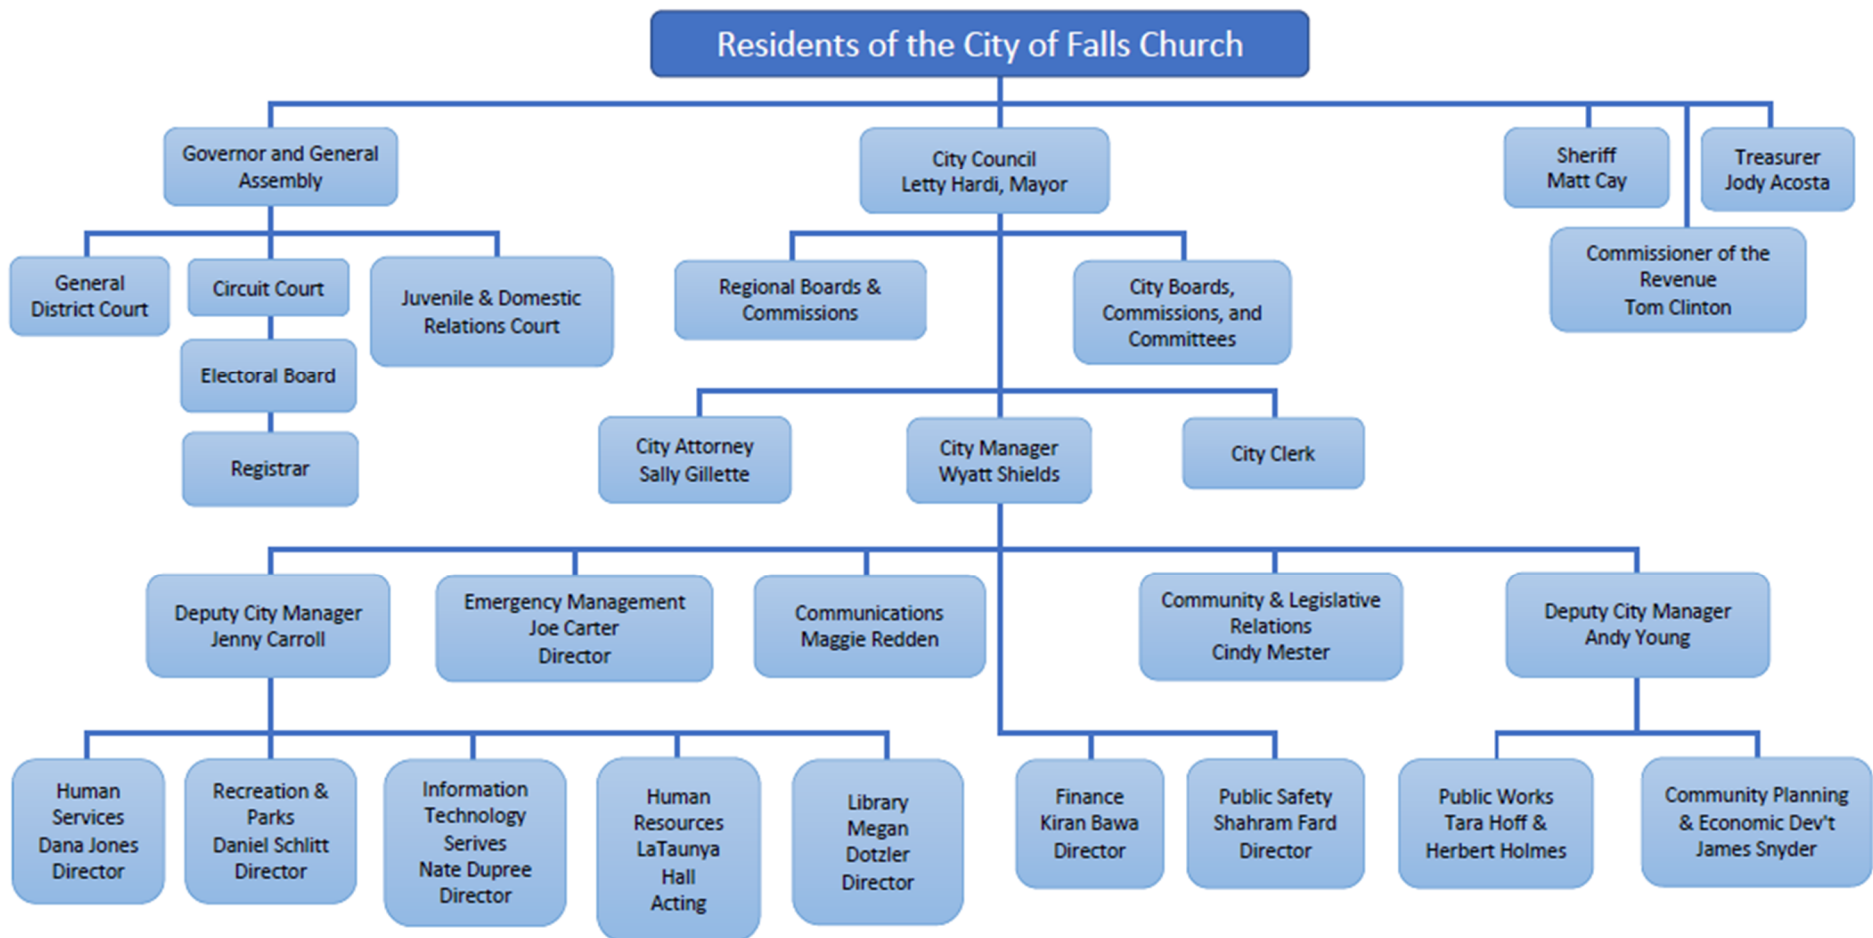 Residents of the City of Falls Church
Governor and General
Assembly
City Council
Letty Hardi, Mayor
Sheriff
Matt Cay
Treasurer
Jody Acosta
Commissioner of the
Revenue
Tom Clinton
General
District Court
Circuit Court
Juvenile & Domestic
Relations Court
Regional Boards &
Commissions
City Boards,
Commissions, and
Committees
Electoral Board
Registrar
City Attorney
Sally Gillette
City Manager
Wyatt Shields
City Clerk
Deputy City Manager
Jenny Carroll
Emergency Management
Joe Carter
Director
Communications
Maggie Redden
Community & Legislative
Relations
Cindy Mester
Deputy City Manager
Andy Young
Human
Services
Dana Jones
Director
Recreation &
Parks
Daniel Schlitt
Director
Information
Technology
Serives
Nate Dupree
Director
Human
Resources
LaTaunya
Hall
Acting
Library
Megan
Dotzler
Director
Finance
Kiran Bawa
Director
Public Safety
Shahram Fard
Director
Public Works
Tara Hoff &
Herbert Holmes
Community Planning
& Economic Dev't
James Snyder